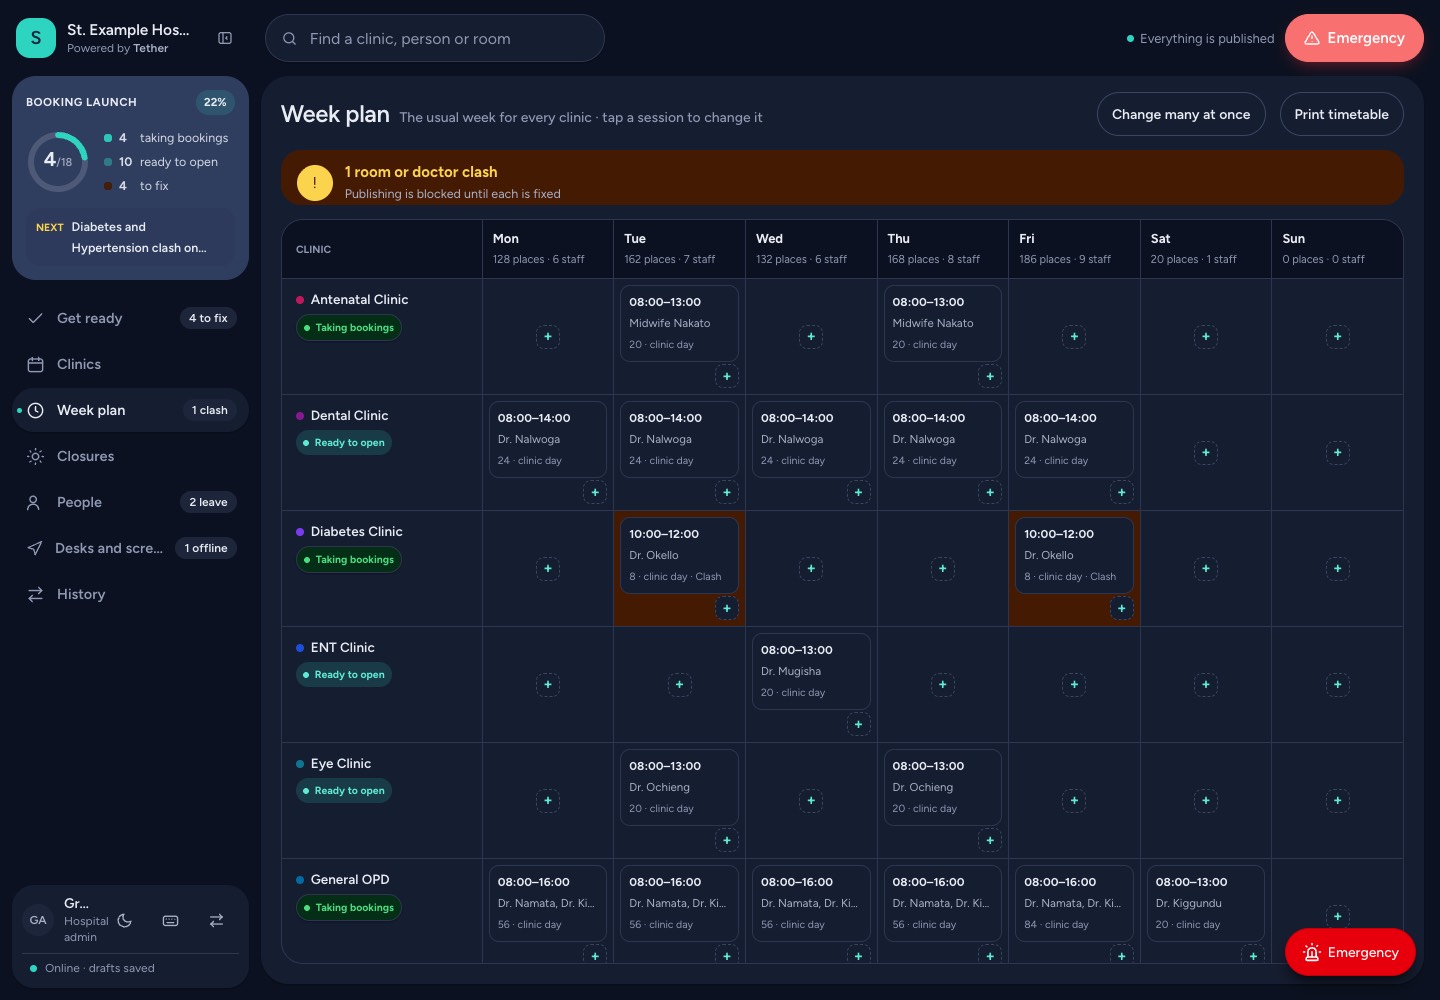 S
St. Example Hos...
Powered by Tether
Find a clinic, person or room
Everything is published
Emergency
BOOKING LAUNCH
22%
4/18
4 taking bookings
10 ready to open
4 to fix
NEXT Diabetes and
Hypertension clash on...
Get ready
4 to fix
Clinics
Week plan
1 clash
Closures
People
2 leave
Desks and scre...
1 offline
History
GA
Gr...
Hospital
admin
Online · drafts saved
Week plan
The usual week for every clinic · tap a session to change it
Change many at once
Print timetable
!
1 room or doctor clash
Publishing is blocked until each is fixed
CLINIC
Mon
128 places · 6 staff
Tue
162 places · 7 staff
Wed
132 places · 6 staff
Thu
168 places · 8 staff
Fri
186 places · 9 staff
Sat
20 places · 1 staff
Sun
0 places · 0 staff
Antenatal Clinic
Taking bookings
+
08:00–13:00
Midwife Nakato
20 · clinic day
+
+
08:00–13:00
Midwife Nakato
20 · clinic day
+
+
+
+
Dental Clinic
Ready to open
08:00–14:00
Dr. Nalwoga
24 · clinic day
+
08:00–14:00
Dr. Nalwoga
24 · clinic day
+
08:00–14:00
Dr. Nalwoga
24 · clinic day
+
08:00–14:00
Dr. Nalwoga
24 · clinic day
+
08:00–14:00
Dr. Nalwoga
24 · clinic day
+
+
+
Diabetes Clinic
Taking bookings
+
10:00–12:00
Dr. Okello
8 · clinic day · Clash
+
+
+
10:00–12:00
Dr. Okello
8 · clinic day · Clash
+
+
+
ENT Clinic
Ready to open
+
+
08:00–13:00
Dr. Mugisha
20 · clinic day
+
+
+
+
+
Eye Clinic
Ready to open
+
08:00–13:00
Dr. Ochieng
20 · clinic day
+
+
08:00–13:00
Dr. Ochieng
20 · clinic day
+
+
+
+
General OPD
Taking bookings
08:00–16:00
Dr. Namata, Dr. Ki...
56 · clinic day
+
08:00–16:00
Dr. Namata, Dr. Ki...
56 · clinic day
+
08:00–16:00
Dr. Namata, Dr. Ki...
56 · clinic day
+
08:00–16:00
Dr. Namata, Dr. Ki...
56 · clinic day
+
08:00–16:00
Dr. Namata, Dr. Ki...
84 · clinic day
+
08:00–13:00
Dr. Kiggundu
20 · clinic day
+
+
Emergency